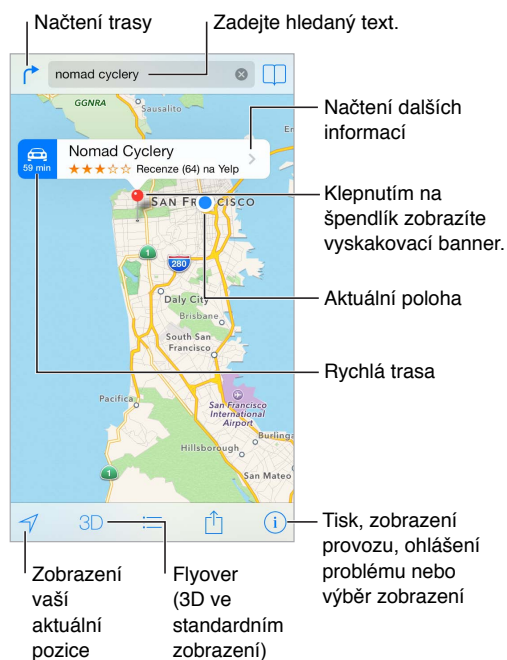 Načtení trasy
Zadejte hledaný text.
nomad cyclery
GGNRA
Sausalito
Načtení dalších
informací
Nomad Cyclery
59 min
Recenze (64) na Yelp
Klepnutím na
špendlík zobrazíte
vyskakovací banner.
SAN FRANCISCO
1
280
Aktuální poloha
Daly City
Brisbane
South San
Francisco
Rychlá trasa
Pacifica
San Francisco
International
Airport
Hillsborough
Burlinga
San Mateo
1
3D
i
Tisk, zobrazení
provozu, ohlášení
problému nebo
výběr zobrazení
Zobrazení
vaší
aktuální
pozice
Flyover
(3D ve
standardním
zobrazení)